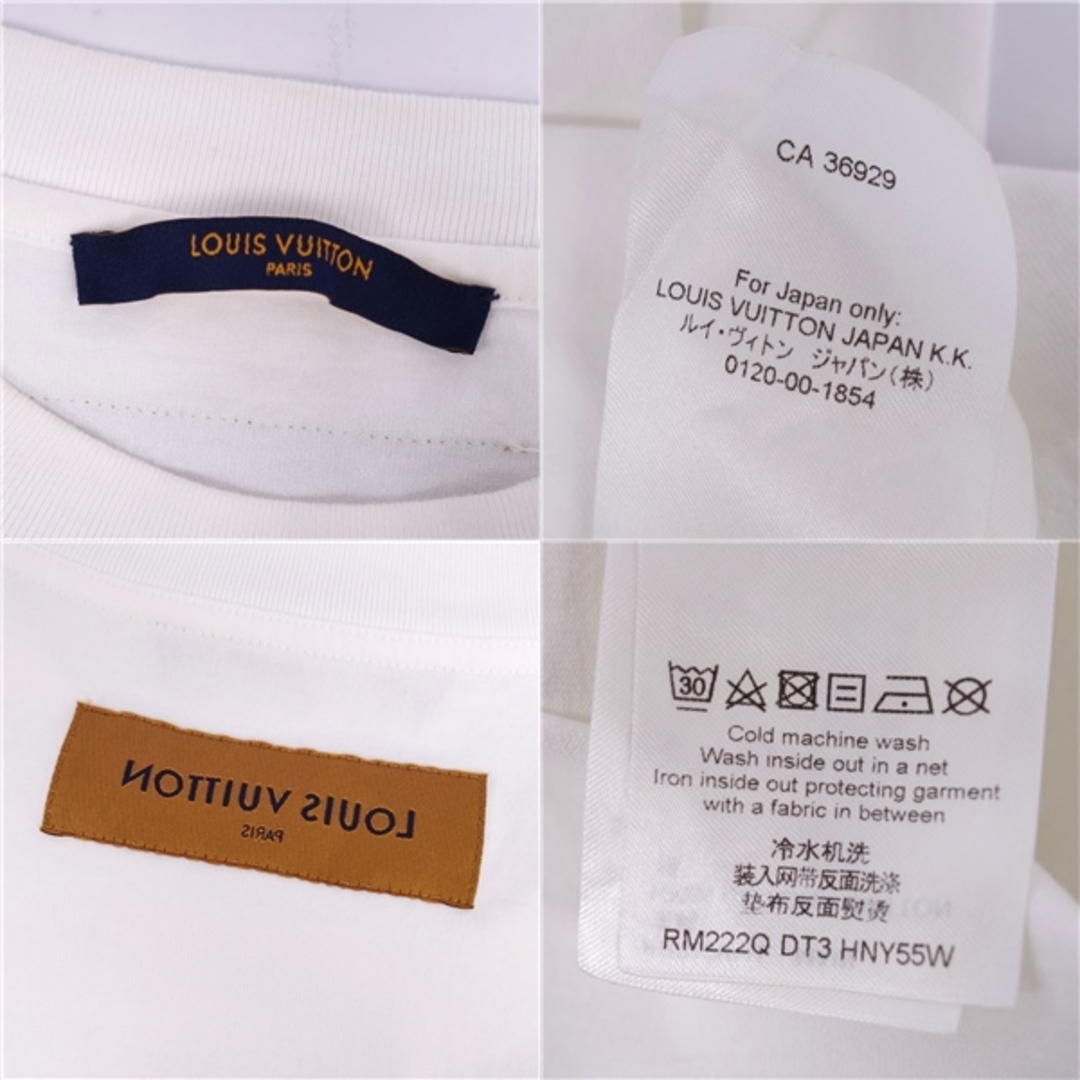 LOUIS VUITTON
PARIS
CA 36929
For Japan only:
LOUIS VUITTON JAPAN K.K.
ルイ・ヴィトン ジャパン(株)
0120-00-1854
LOUIS VUITTON
PARIS
30
Cold machine wash
Wash inside out in a net
Iron inside out protecting garment
with a fabric in between
冷水机洗
装入网带反面洗涤
垫布反面熨烫
RM222Q DT3 HNY55W